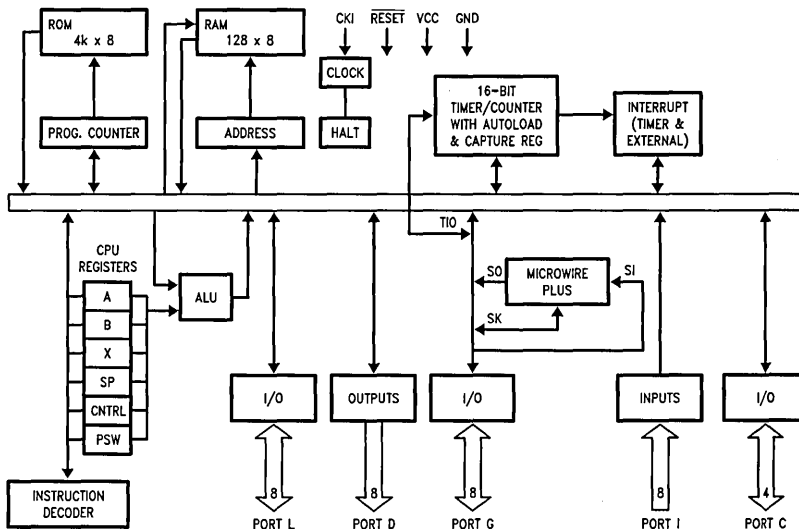 ROM
4k x 8
RAM
128 x 8
CKI
RESET
VCC
GND
CLOCK
HALT
PROG. COUNTER
ADDRESS
16-BIT
TIMER/COUNTER
WITH AUTOLOAD
& CAPTURE REG
INTERRUPT
(TIMER &
EXTERNAL)
TIO
CPU
REGISTERS
A
B
X
SP
CNTRL
PSW
ALU
SO
MICROWIRE
PLUS
SI
SK
I/O
OUTPUTS
I/O
INPUTS
I/O
INSTRUCTION
DECODER
8
8
8
8
4
PORT L
PORT D
PORT G
PORT I
PORT C